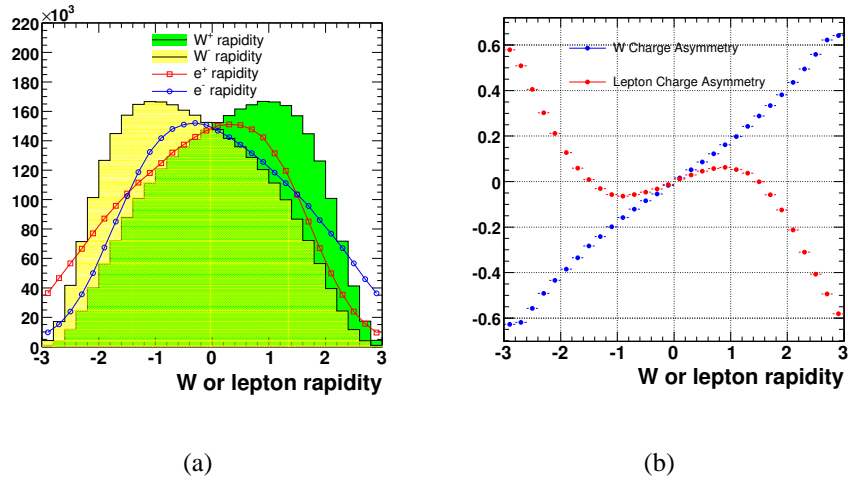 ×10³
220
200
180
160
140
120
100
80
60
40
20
0
-3 -2 -1 0 1 2 3
W⁺ rapidity
W⁻ rapidity
e⁺ rapidity
e⁻ rapidity
W or lepton rapidity
(a)
0.6
0.4
0.2
0
-0.2
-0.4
-0.6
-3 -2 -1 0 1 2 3
W Charge Asymmetry
Lepton Charge Asymmetry
W or lepton rapidity
(b)